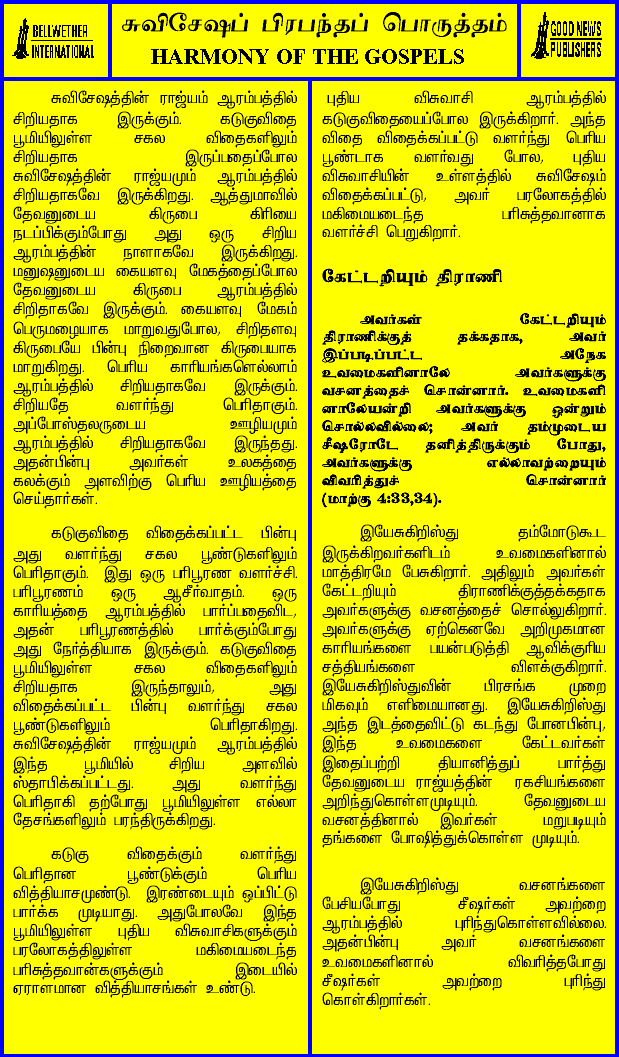 BELLWETHER
INTERNATIONAL
சுவிசேஷப் பிரபந்தப் பொருத்தம்
HARMONY OF THE GOSPELS
GOOD NEWS
PUBLISHERS
சுவிசேஷத்தின் ராஜ்யம் ஆரம்பத்தில்
சிறியதாக இருக்கும். கடுகுவிதை
பூமியிலுள்ள சகல விதைகளிலும்
சிறியதாக இருப்பதைப்போல
சுவிசேஷத்தின் ராஜ்யமும் ஆரம்பத்தில்
சிறியதாகவே இருக்கிறது. ஆத்துமாவில்
தேவனுடைய கிருபை கிரியை
நடப்பிக்கும்போது அது ஒரு சிறிய
ஆரம்பத்தின் நாளாகவே இருக்கிறது.
மனுஷனுடைய கையளவு மேகத்தைப்போல
தேவனுடைய கிருபை ஆரம்பத்தில்
சிறிதாகவே இருக்கும். கையளவு மேகம்
பெருமழையாக மாறுவதுபோல, சிறிதளவு
கிருபையே பின்பு நிறைவான கிருபையாக
மாறுகிறது. பெரிய காரியங்களெல்லாம்
ஆரம்பத்தில் சிறியதாகவே இருக்கும்.
சிறியதே வளர்ந்து பெரிதாகும்.
அப்போஸ்தலருடைய ஊழியமும்
ஆரம்பத்தில் சிறியதாகவே இருந்தது.
அதன்பின்பு அவர்கள் உலகத்தை
கலக்கும் அளவிற்கு பெரிய ஊழியத்தை
செய்தார்கள்.
கடுகுவிதை விதைக்கப்பட்ட பின்பு
அது வளர்ந்து சகல பூண்டுகளிலும்
பெரிதாகும். இது ஒரு பரிபூரண வளர்ச்சி.
பரிபூரணம் ஒரு ஆசீர்வாதம். ஒரு
காரியத்தை ஆரம்பத்தில் பார்ப்பதைவிட,
அதன் பரிபூரணத்தில் பார்க்கும்போது
அது நேர்த்தியாக இருக்கும். கடுகுவிதை
பூமியிலுள்ள சகல விதைகளிலும்
சிறியதாக இருந்தாலும், அது
விதைக்கப்பட்ட பின்பு வளர்ந்து சகல
பூண்டுகளிலும் பெரிதாகிறது.
சுவிசேஷத்தின் ராஜ்யமும் ஆரம்பத்தில்
இந்த பூமியில் சிறிய அளவில்
ஸ்தாபிக்கப்பட்டது. அது வளர்ந்து
பெரிதாகி தற்போது பூமியிலுள்ள எல்லா
தேசங்களிலும் பரந்திருக்கிறது.
கடுகு விதைக்கும் வளர்ந்து
பெரிதான பூண்டுக்கும் பெரிய
வித்தியாசமுண்டு. இரண்டையும் ஒப்பிட்டு
பார்க்க முடியாது. அதுபோலவே இந்த
பூமியிலுள்ள புதிய விசுவாசிகளுக்கும்
பரலோகத்திலுள்ள மகிமையடைந்த
பரிசுத்தவான்களுக்கும் இடையில்
ஏராளமான வித்தியாசங்கள் உண்டு.
புதிய விசுவாசி ஆரம்பத்தில்
கடுகுவிதையைப்போல இருக்கிறார். அந்த
விதை விதைக்கப்பட்டு வளர்ந்து பெரிய
பூண்டாக வளர்வது போல, புதிய
விசுவாசியின் உள்ளத்தில் சுவிசேஷம்
விதைக்கப்பட்டு, அவர் பரலோகத்தில்
மகிமையடைந்த பரிசுத்தவானாக
வளர்ச்சி பெறுகிறார்.
கேட்டறியும் திராணி
அவர்கள் கேட்டறியும்
திராணிக்குத் தக்கதாக, அவர்
இப்படிப்பட்ட அநேக
உவமைகளினாலே அவர்களுக்கு
வசனத்தைச் சொன்னார். உவமைகளி
னாலேயன்றி அவர்களுக்கு ஒன்றும்
சொல்லவில்லை; அவர் தம்முடைய
சீஷரோடே தனித்திருக்கும் போது,
அவர்களுக்கு எல்லாவற்றையும்
விவரித்துச் சொன்னார்
(மாற்கு 4:33,34).
இயேசுகிறிஸ்து தம்மோடுகூட
இருக்கிறவர்களிடம் உவமைகளினால்
மாத்திரமே பேசுகிறார். அதிலும் அவர்கள்
கேட்டறியும் திராணிக்குத்தக்கதாக
அவர்களுக்கு வசனத்தைச் சொல்லுகிறார்.
அவர்களுக்கு ஏற்கெனவே அறிமுகமான
காரியங்களை பயன்படுத்தி ஆவிக்குரிய
சத்தியங்களை விளக்குகிறார்.
இயேசுகிறிஸ்துவின் பிரசங்க முறை
மிகவும் எளிமையானது. இயேசுகிறிஸ்து
அந்த இடத்தைவிட்டு கடந்து போனபின்பு,
இந்த உவமைகளை கேட்டவர்கள்
இதைப்பற்றி தியானித்துப் பார்த்து
தேவனுடைய ராஜ்யத்தின் ரகசியங்களை
அறிந்துகொள்ளமுடியும். தேவனுடைய
வசனத்தினால் இவர்கள் மறுபடியும்
தங்களை போஷித்துக்கொள்ள முடியும்.
இயேசுகிறிஸ்து வசனங்களை
பேசியபோது சீஷர்கள் அவற்றை
ஆரம்பத்தில் புரிந்துகொள்ளவில்லை.
அதன்பின்பு அவர் வசனங்களை
உவமைகளினால் விவரித்தபோது
சீஷர்கள் அவற்றை புரிந்து
கொள்கிறார்கள்.